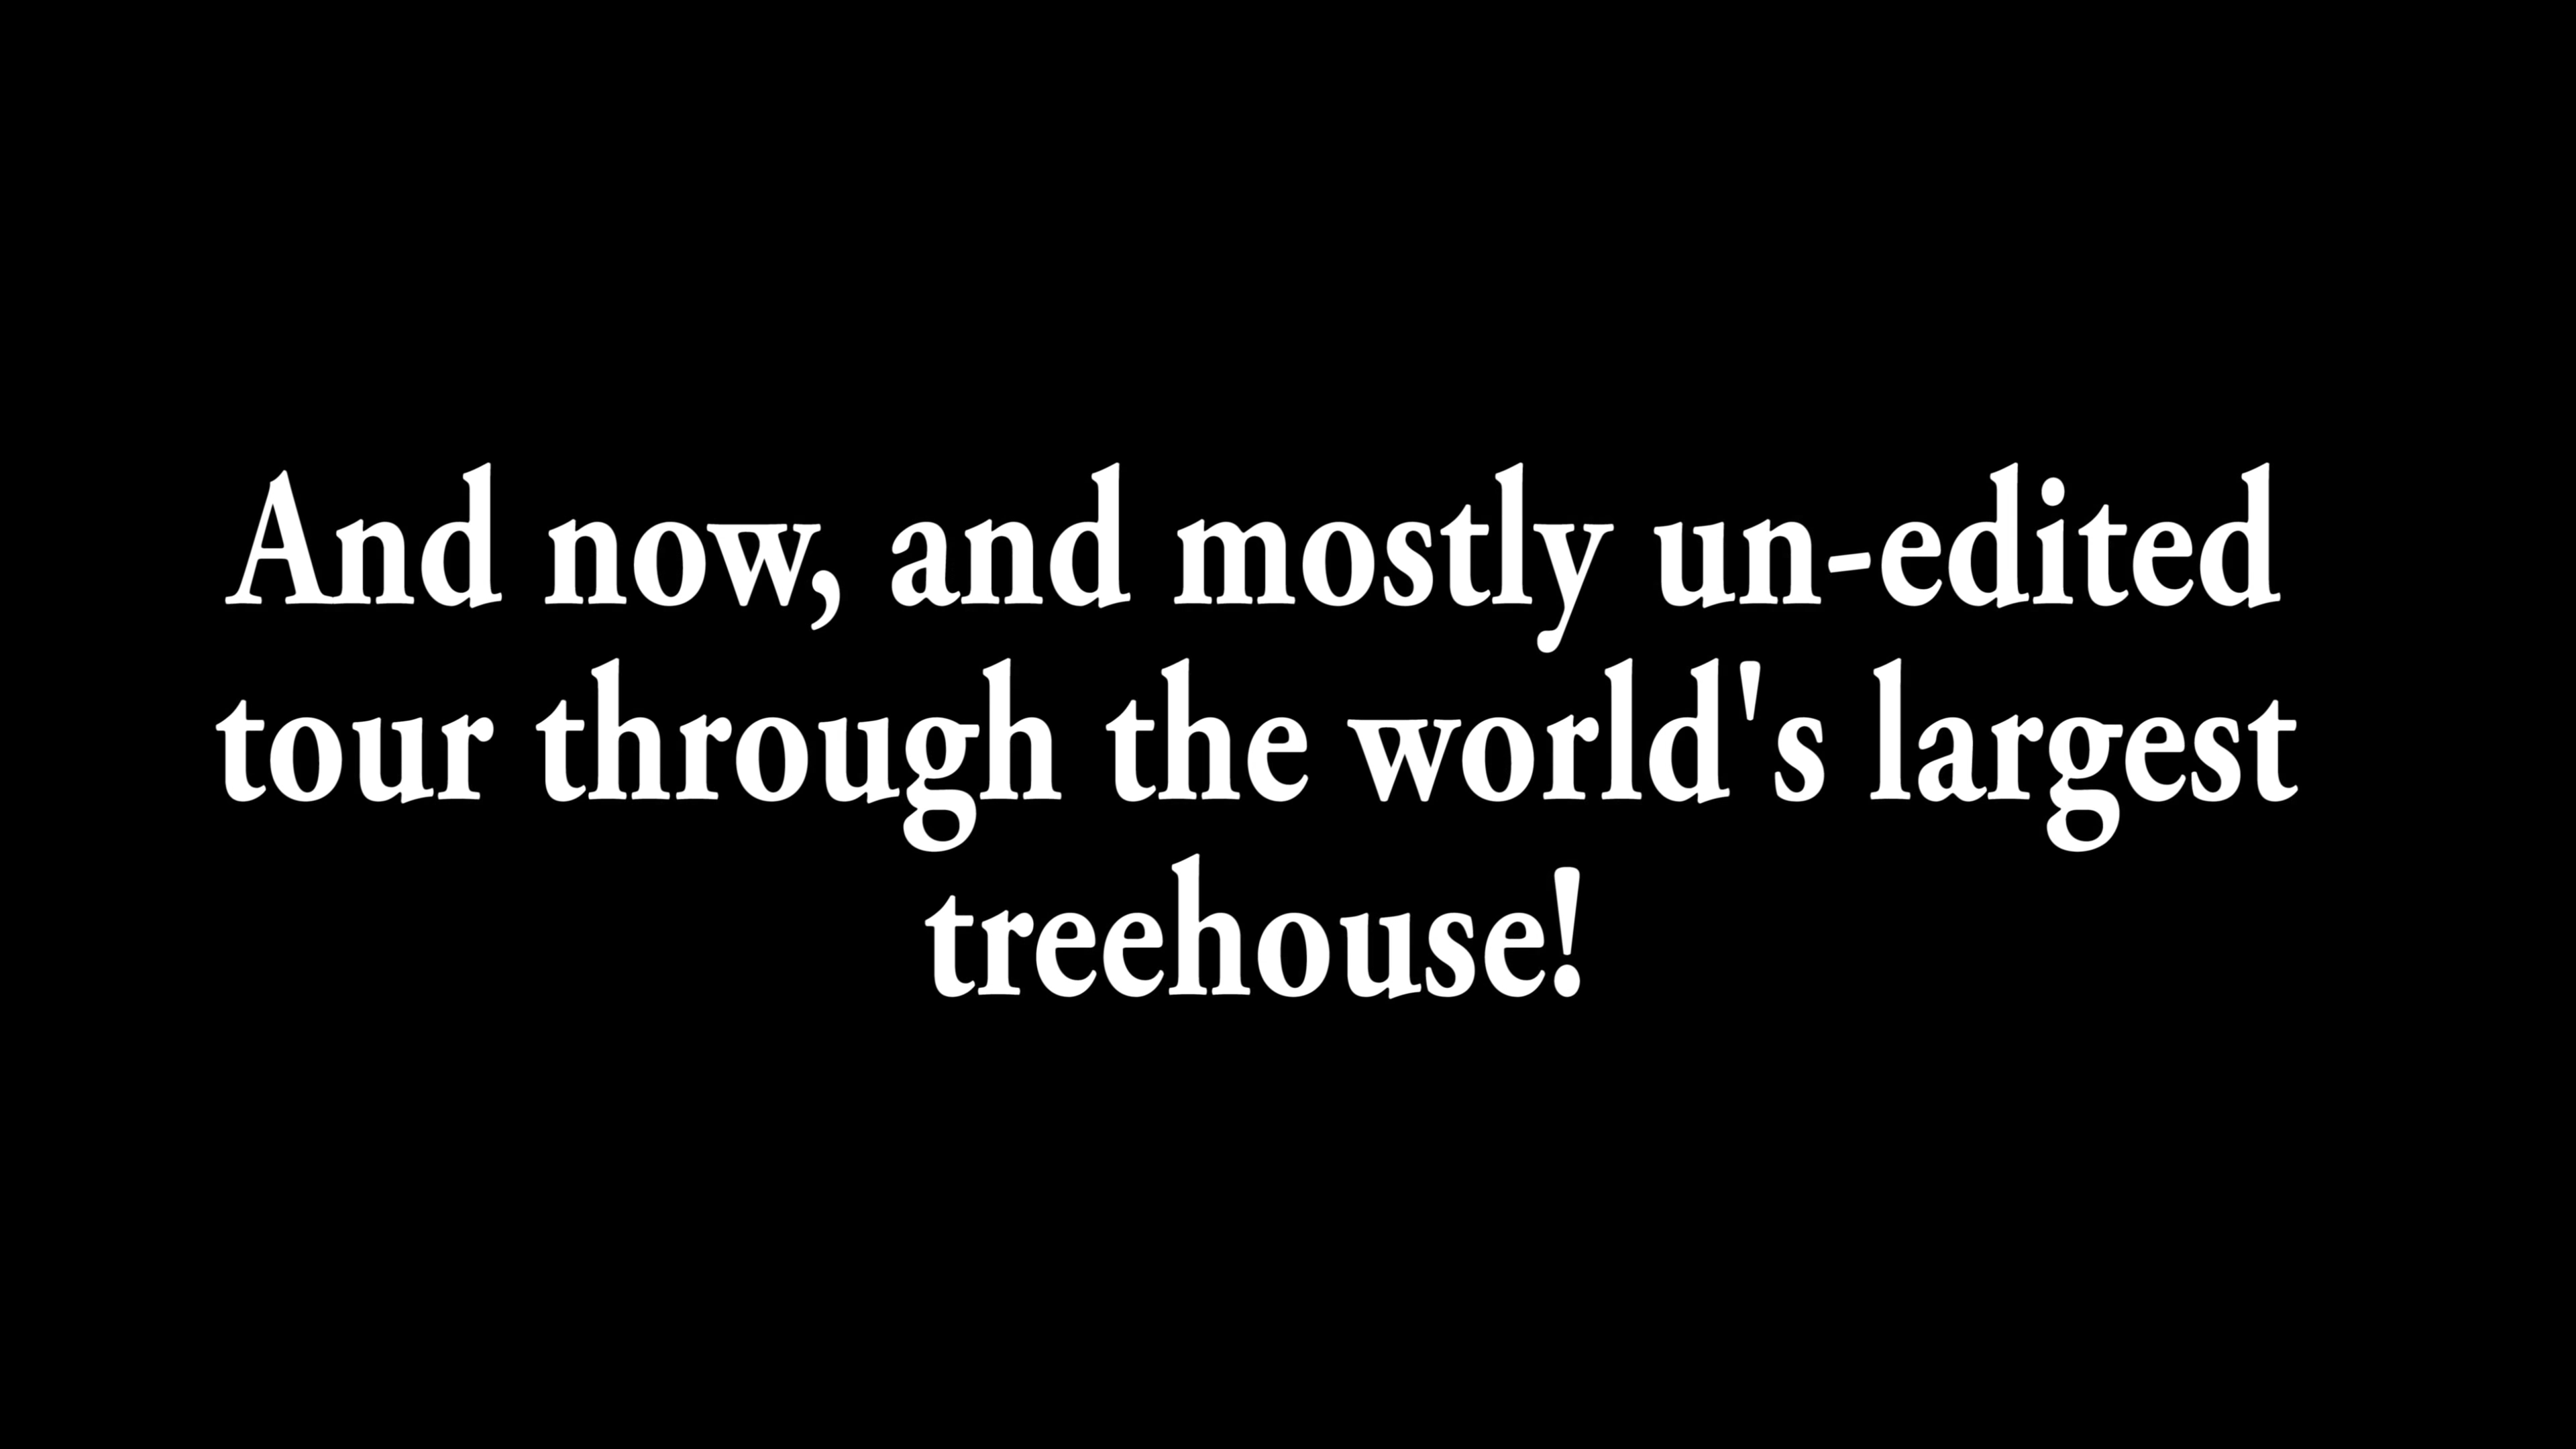 And now, and mostly un-edited
tour through the world's largest
treehouse!